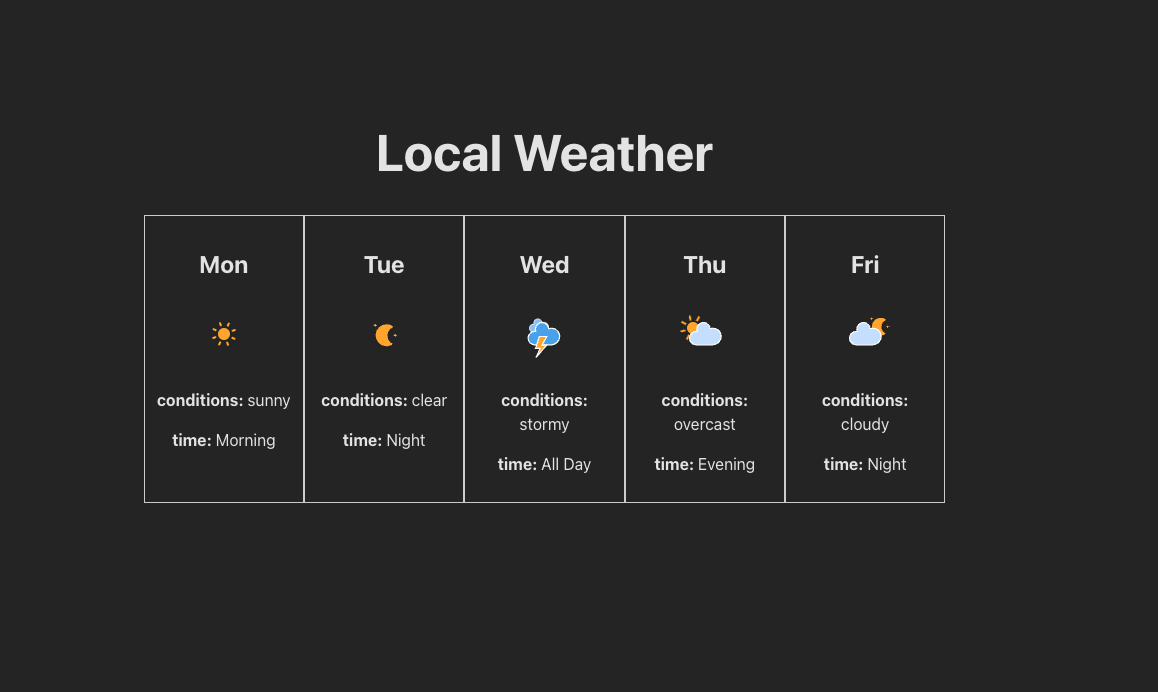 Local Weather
Mon
conditions: sunny
time: Morning
Tue
conditions: clear
time: Night
Wed
conditions:
stormy
time: All Day
Thu
conditions:
overcast
time: Evening
Fri
conditions:
cloudy
time: Night